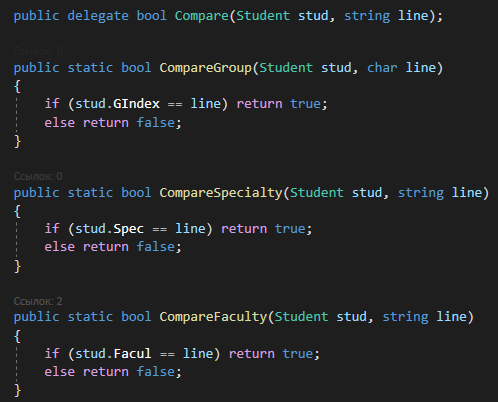 public delegate bool Compare(Student stud, string line);
Ссылок: 0
public static bool CompareGroup(Student stud, char line)
{
if (stud.GIndex == line) return true;
else return false;
}
Ссылок: 0
public static bool CompareSpecialty(Student stud, string line)
{
if (stud.Spec == line) return true;
else return false;
}
Ссылок: 2
public static bool CompareFaculty(Student stud, string line)
{
if (stud.Facul == line) return true;
else return false;
}